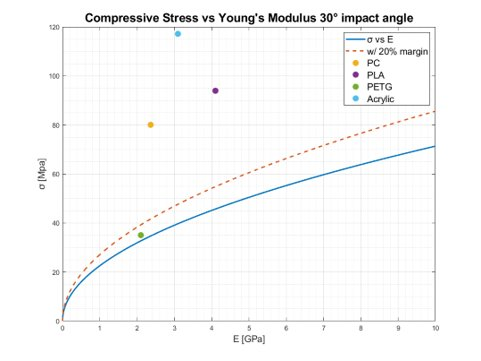 Compressive Stress vs Young's Modulus 30° impact angle
σ vs E
w/ 20% margin
PC
PLA
PETG
Acrylic
120
100
80
60
40
20
0
σ [Mpa]
0 1 2 3 4 5 6 7 8 9 10
E [GPa]